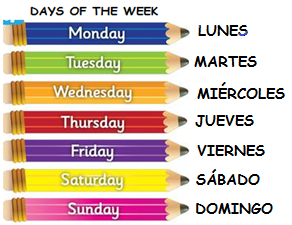 DAYS OF THE WEEK
Monday LUNES
Tuesday MARTES
Wednesday MIÉRCOLES
Thursday JUEVES
Friday VIERNES
Saturday SÁBADO
Sunday DOMINGO